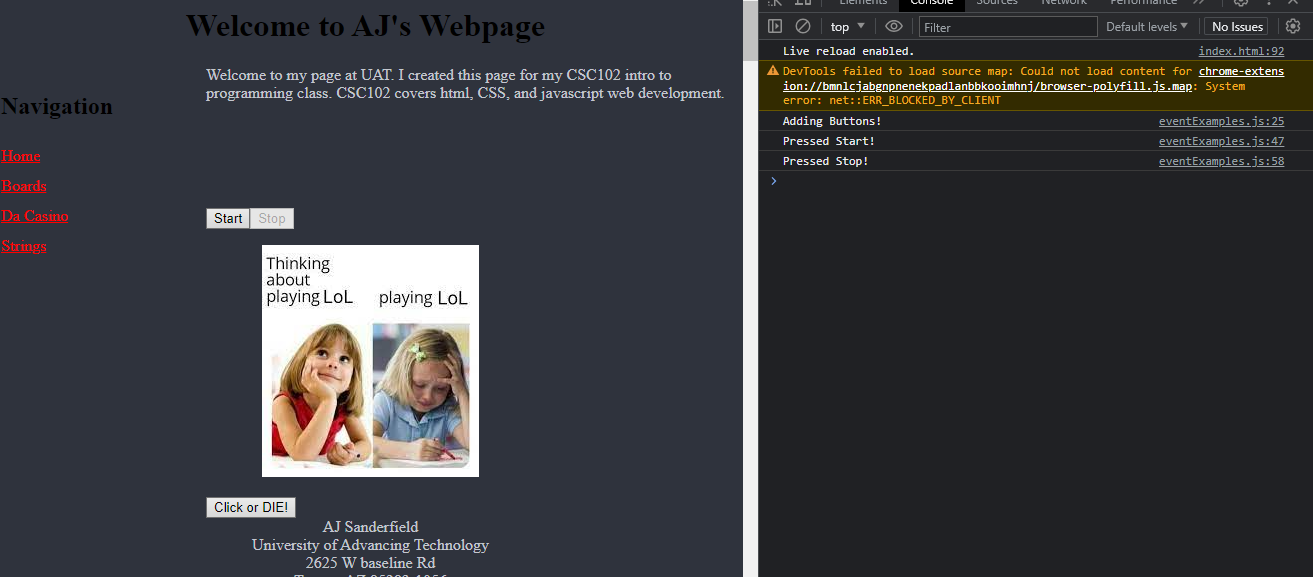 Welcome to AJ's Webpage
Welcome to my page at UAT. I created this page for my CSC102 intro to
programming class. CSC102 covers html, CSS, and javascript web development.
Navigation
Home
Boards
Da Casino
Strings
Start Stop
Thinking
about
playing LoL
playing LoL
Click or DIE!
AJ Sanderfield
University of Advancing Technology
2625 W baseline Rd
Elements Console Sources Network Performance
top Filter Default levels No Issues
Live reload enabled. index.html:92
DevTools failed to load source map: Could not load content for chrome-extens
ion://bmnlcjabgnpnenekpadlanbbkooimhnj/browser-polyfill.js.map: System
error: net::ERR_BLOCKED_BY_CLIENT
Adding Buttons! eventExamples.js:25
Pressed Start! eventExamples.js:47
Pressed Stop! eventExamples.js:58